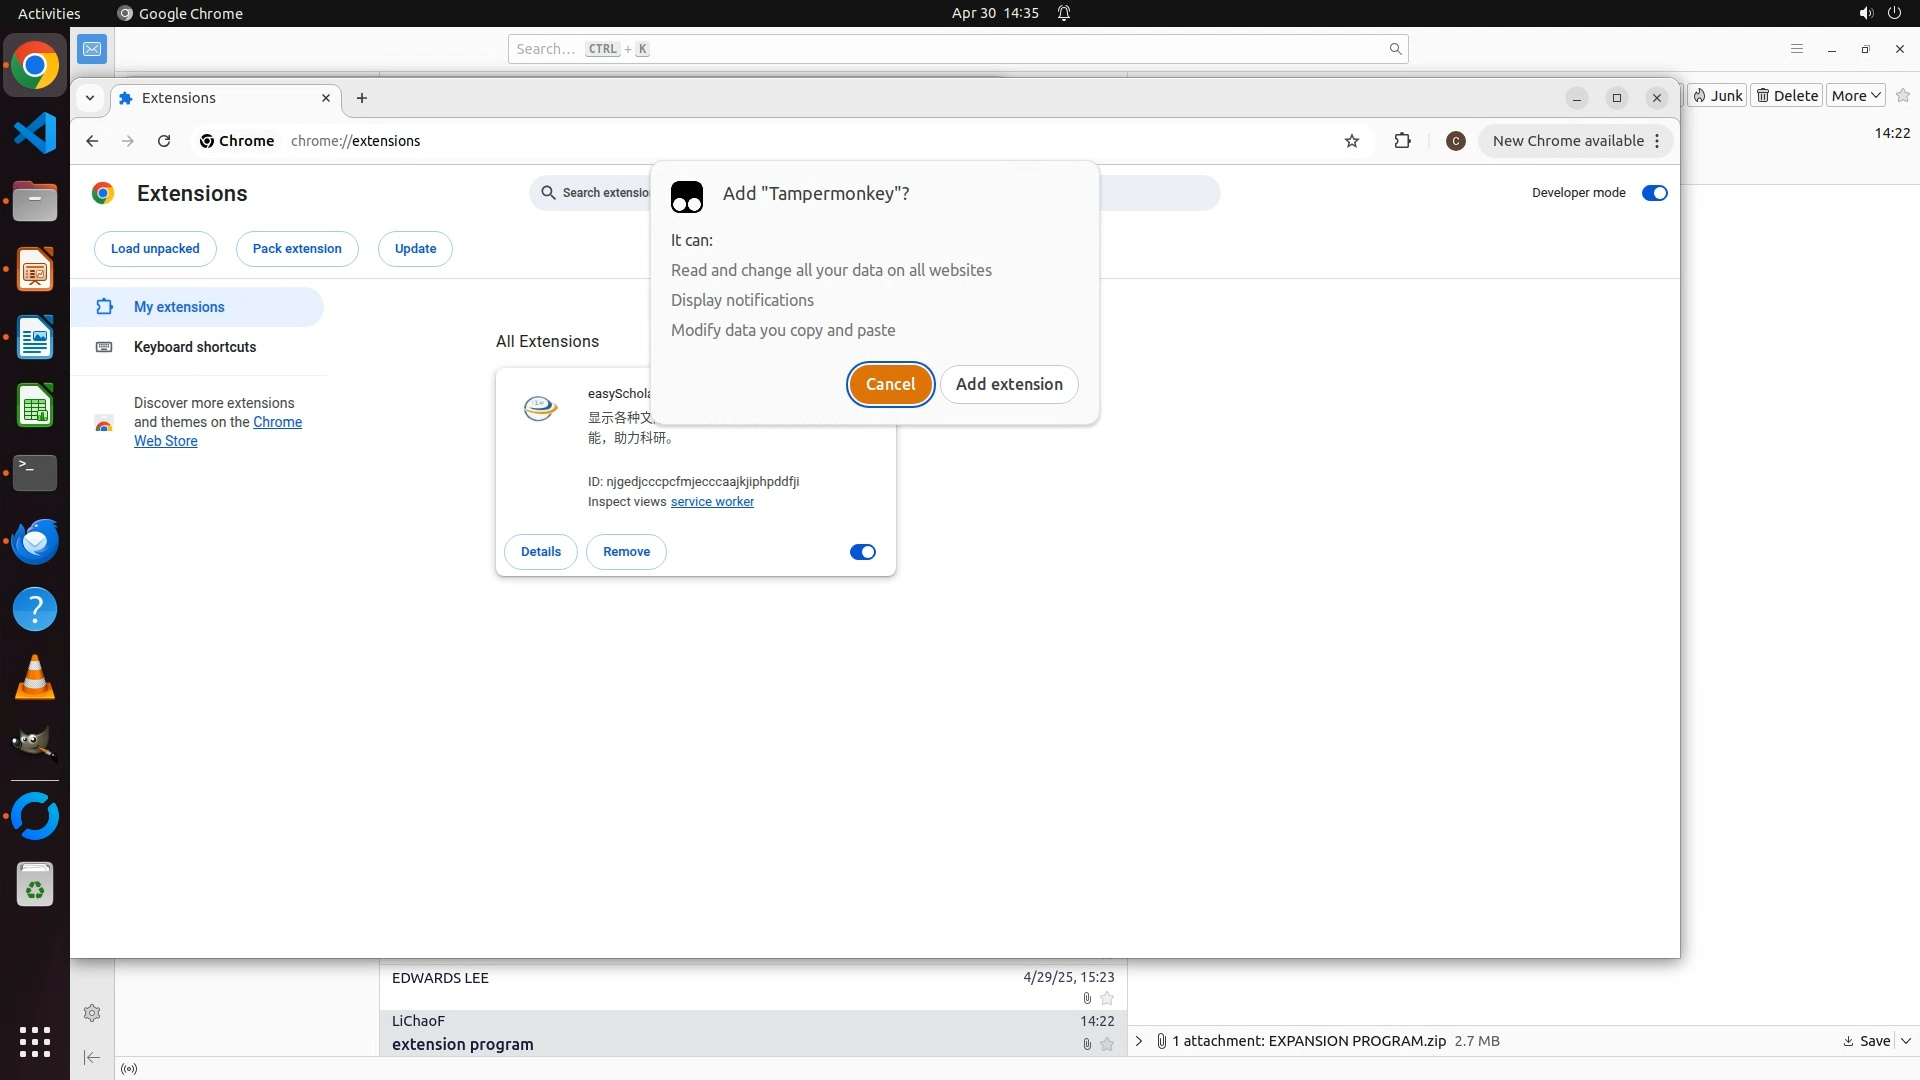 Activities
Google Chrome
Apr 30 14:35
Search… CTRL + K
Extensions
Junk
Delete
More
Chrome
chrome://extensions
C
New Chrome available
14:22
Extensions
Search extensio
Developer mode
Add "Tampermonkey"?
It can:
Read and change all your data on all websites
Display notifications
Modify data you copy and paste
Cancel
Add extension
Load unpacked
Pack extension
Update
My extensions
Keyboard shortcuts
Discover more extensions
and themes on the Chrome
Web Store
All Extensions
easySchola
显示各种文
能，助力科研。
ID: njgedjcccpcfmjecccaajkjiphpddfji
Inspect views service worker
Details
Remove
EDWARDS LEE
4/29/25, 15:23
LiChaoF
14:22
extension program
1 attachment: EXPANSION PROGRAM.zip 2.7 MB
Save